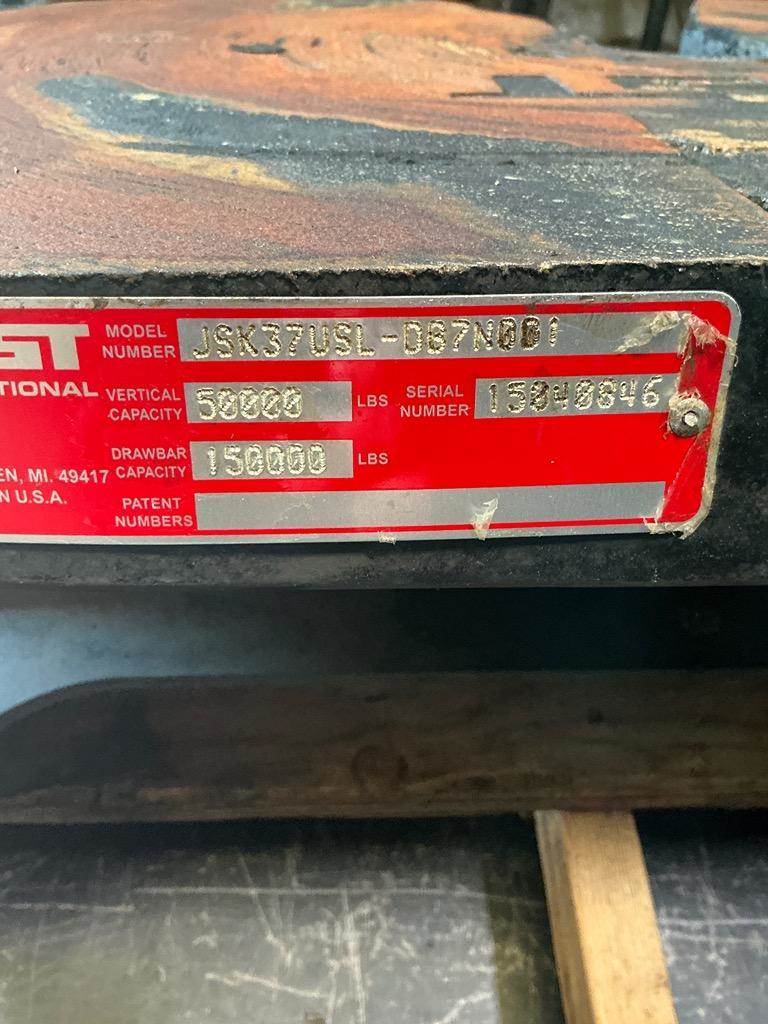 ST
MODEL NUMBER JSK37USL-D87N001
TIONAL
VERTICAL CAPACITY 50000 LBS SERIAL NUMBER 15040846
DRAWBAR CAPACITY 150000 LBS
EN, MI. 49417
N U.S.A.
PATENT NUMBERS